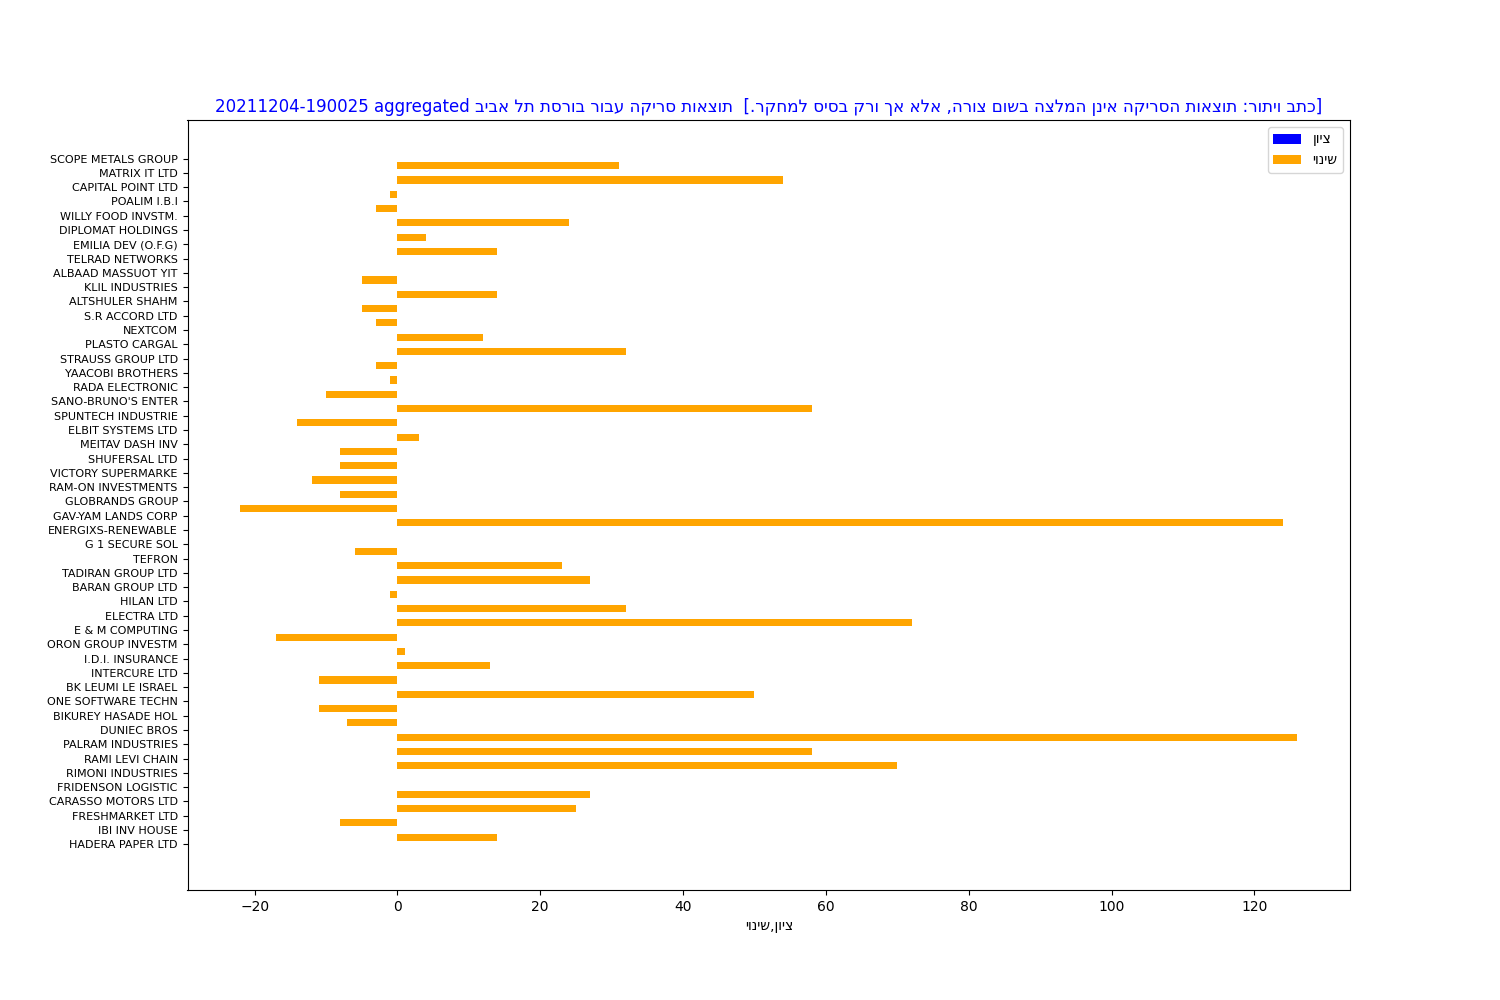 20211204-190025 aggregated תוצאות סריקה עבור בורסת תל אביב  [כתב ויתור: תוצאות הסריקה אינן המלצה בשום צורה, אלא אך ורק בסיס למחקר.]
ציון
שינוי
SCOPE METALS GROUP
MATRIX IT LTD
CAPITAL POINT LTD
POALIM I.B.I
WILLY FOOD INVSTM.
DIPLOMAT HOLDINGS
EMILIA DEV (O.F.G)
TELRAD NETWORKS
ALBAAD MASSUOT YIT
KLIL INDUSTRIES
ALTSHULER SHAHM
S.R ACCORD LTD
NEXTCOM
PLASTO CARGAL
STRAUSS GROUP LTD
YAACOBI BROTHERS
RADA ELECTRONIC
SANO-BRUNO'S ENTER
SPUNTECH INDUSTRIE
ELBIT SYSTEMS LTD
MEITAV DASH INV
SHUFERSAL LTD
VICTORY SUPERMARKE
RAM-ON INVESTMENTS
GLOBRANDS GROUP
GAV-YAM LANDS CORP
ENERGIXS-RENEWABLE
G 1 SECURE SOL
TEFRON
TADIRAN GROUP LTD
BARAN GROUP LTD
HILAN LTD
ELECTRA LTD
E & M COMPUTING
ORON GROUP INVESTM
I.D.I. INSURANCE
INTERCURE LTD
BK LEUMI LE ISRAEL
ONE SOFTWARE TECHN
BIKUREY HASADE HOL
DUNIEC BROS
PALRAM INDUSTRIES
RAMI LEVI CHAIN
RIMONI INDUSTRIES
FRIDENSON LOGISTIC
CARASSO MOTORS LTD
FRESHMARKET LTD
IBI INV HOUSE
HADERA PAPER LTD
−20 0 20 40 60 80 100 120
ציון,שינוי